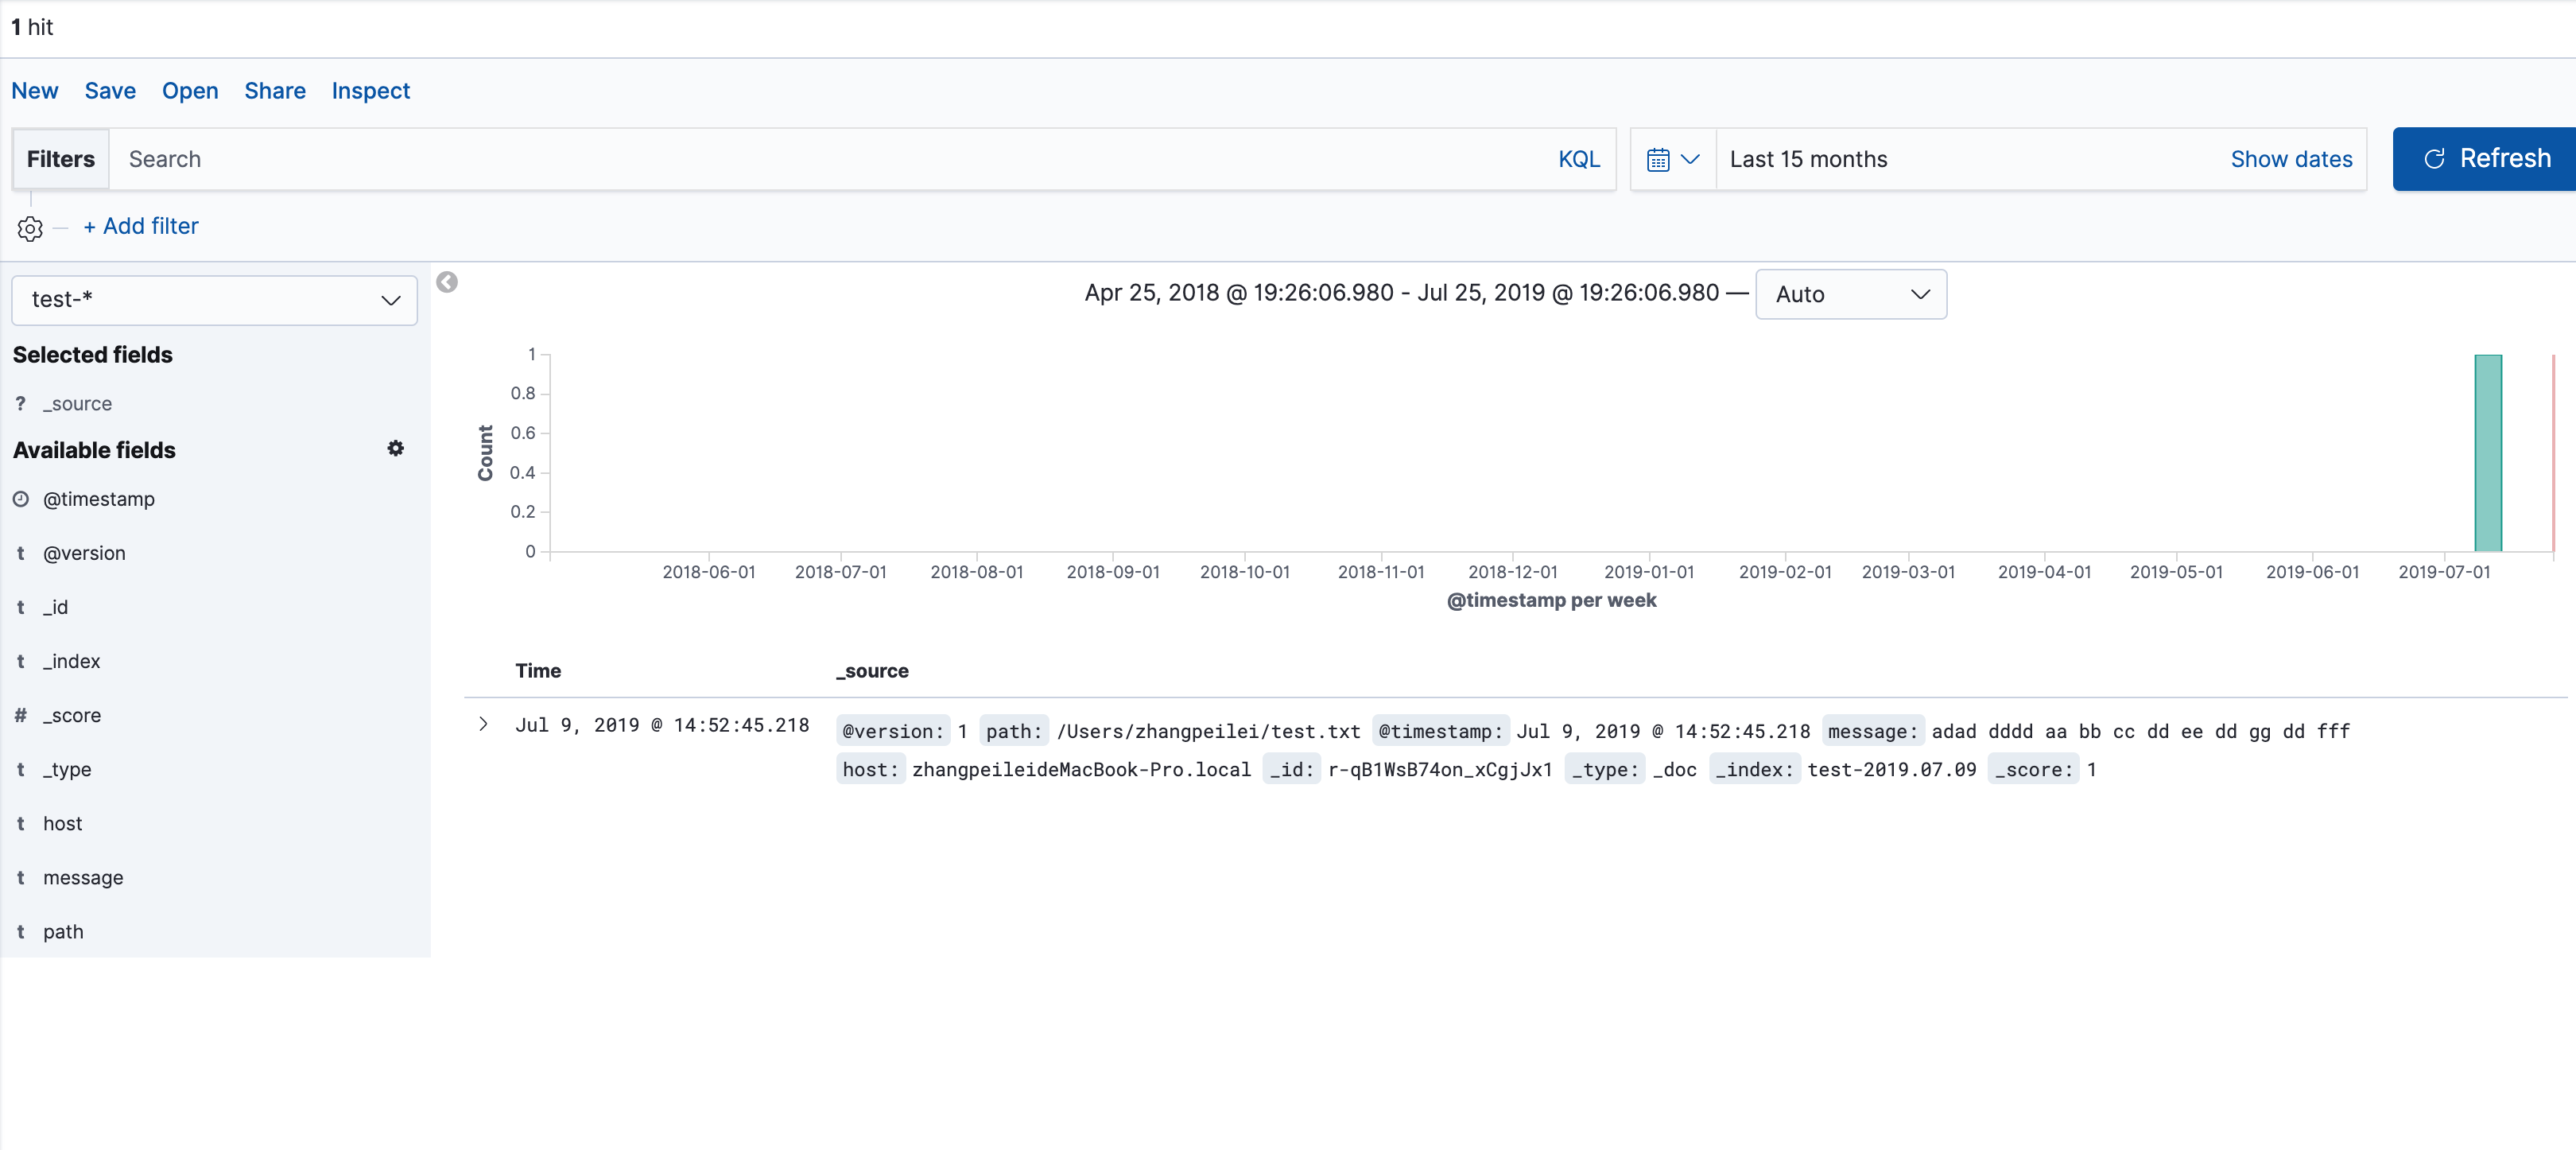 1 hit
New Save Open Share Inspect
Filters Search KQL Last 15 months Show dates Refresh
+ Add filter
test-*
Apr 25, 2018 @ 19:26:06.980 - Jul 25, 2019 @ 19:26:06.980 — Auto
Selected fields
? _source
Available fields
@timestamp
t @version
t _id
t _index
# _score
t _type
t host
t message
t path
Count
1
0.8
0.6
0.4
0.2
0
2018-06-01 2018-07-01 2018-08-01 2018-09-01 2018-10-01 2018-11-01 2018-12-01 2019-01-01 2019-02-01 2019-03-01 2019-04-01 2019-05-01 2019-06-01 2019-07-01
@timestamp per week
Time _source
Jul 9, 2019 @ 14:52:45.218 @version: 1 path: /Users/zhangpeilei/test.txt @timestamp: Jul 9, 2019 @ 14:52:45.218 message: adad dddd aa bb cc dd ee dd gg dd fff
host: zhangpeileideMacBook-Pro.local _id: r-qB1WsB74on_xCgjJx1 _type: _doc _index: test-2019.07.09 _score: 1